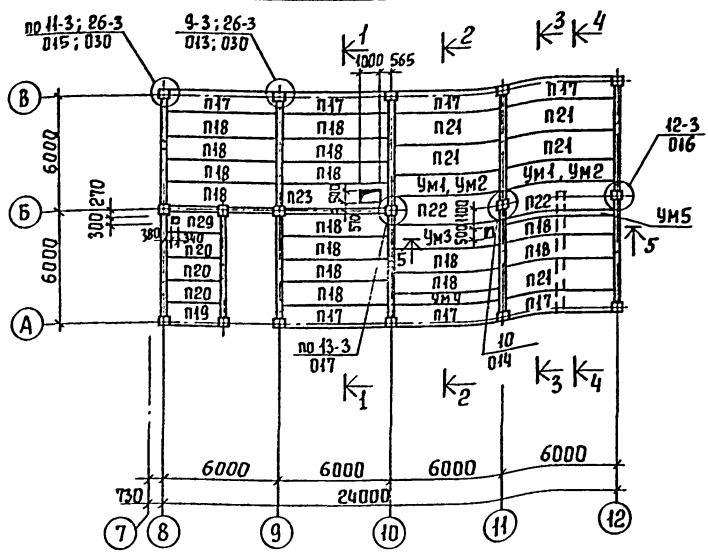 по 11-3; 26-3
015; 030
9-3; 26-3
013; 030
1
2
3
4
1000 565
В
п17
п17
п17
п17
п18
п18
п21
п21
12-3
016
6000
п18
п18
п18
п18
п21
п21
Ум1, Ум2
Ум1, Ум2
п18
п23
500
Б
300 270
п29
380
340
510
п22
400
500
п22
Ум5
п18
Ум3
5
п18
5
п20
п18
п18
п18
6000
п20
п18
п18
п21
п20
п18
Ум4
п19
п17
п17
п17
А
по 13-3
017
10
014
1
2
3
4
6000
6000
6000
6000
730
24000
7
8
9
10
11
12